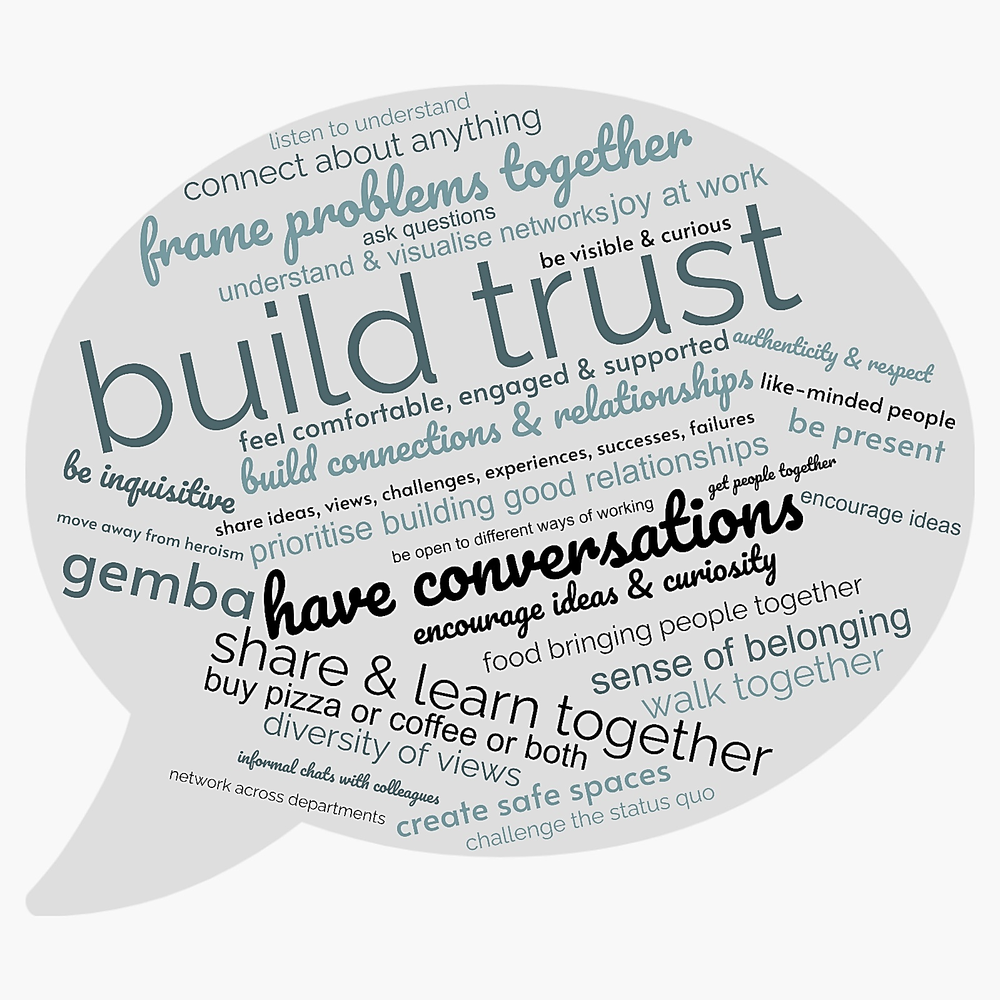 listen to understand
connect about anything
frame problems together
ask questions
understand & visualise networks
joy at work
be visible & curious
build trust
feel comfortable, engaged & supported
authenticity & respect
build connections & relationships
like-minded people
be present
be inquisitive
share ideas, views, challenges, experiences, successes, failures
prioritise building good relationships
get people together
encourage ideas
move away from heroism
be open to different ways of working
gemba
have conversations
encourage ideas & curiosity
food bringing people together
share & learn together
sense of belonging
walk together
buy pizza or coffee or both
diversity of views
informal chats with colleagues
network across departments
create safe spaces
challenge the status quo